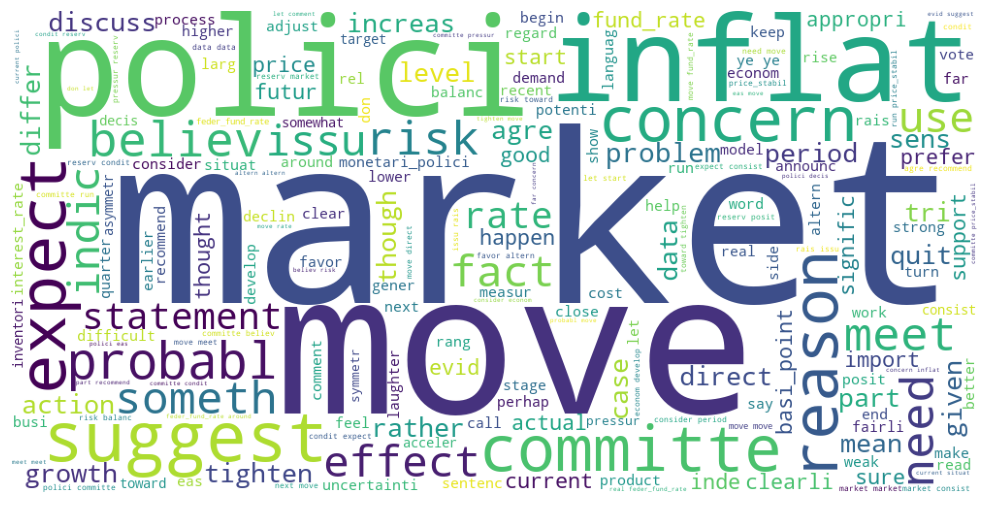 discuss process higher adjust increas let comment begin fund_rate regard keep appropri evid suggest condit
current polici don let pressur reserv polici larg data data target committe pressur inflat languag need move ye ye rise vote
differ decis rel price level start demand recent econom price_stabil far
futur balanc reserv market risk toward potenti move fund_rate rais run price_stabil
believ issu feder fund_rate somewhat risk don agre concern use
reserv condit consider situat around monetari_polici good show problem model period announc sens polici decis
altern altern lower run expect consist prefer agre recommend
interest_rate committe run expect indic quarter asymmetr earlier recommend thought declin clear though rate happen let start help word reserv posit data issu rais toward tighten real altern side far concern rais issu tri signific strong quit support committe price_stabil
move rate favor develop market fact favor altern measur cost turn
gener consider econom believ risk move direct
inventori statement next close probabl move reason meet work consist
difficult committe believ rang let
move meet comment symmetr evid case direct basi_point import
polici eas probabl laughter stage econom develop part posit concern inflat
part recommend committe condit move perhap say need given better
action someth feel rather call actual consider period mean end fairli
busi risk balanc feder_fund_rate around pressur move move weak make
suggest condit expect effect committe sure read
growth tighten acceler current product inde clearli current situat
meet meet toward eas uncertainti sentenc
polici committe next move real feder_fund_rate market market market consist